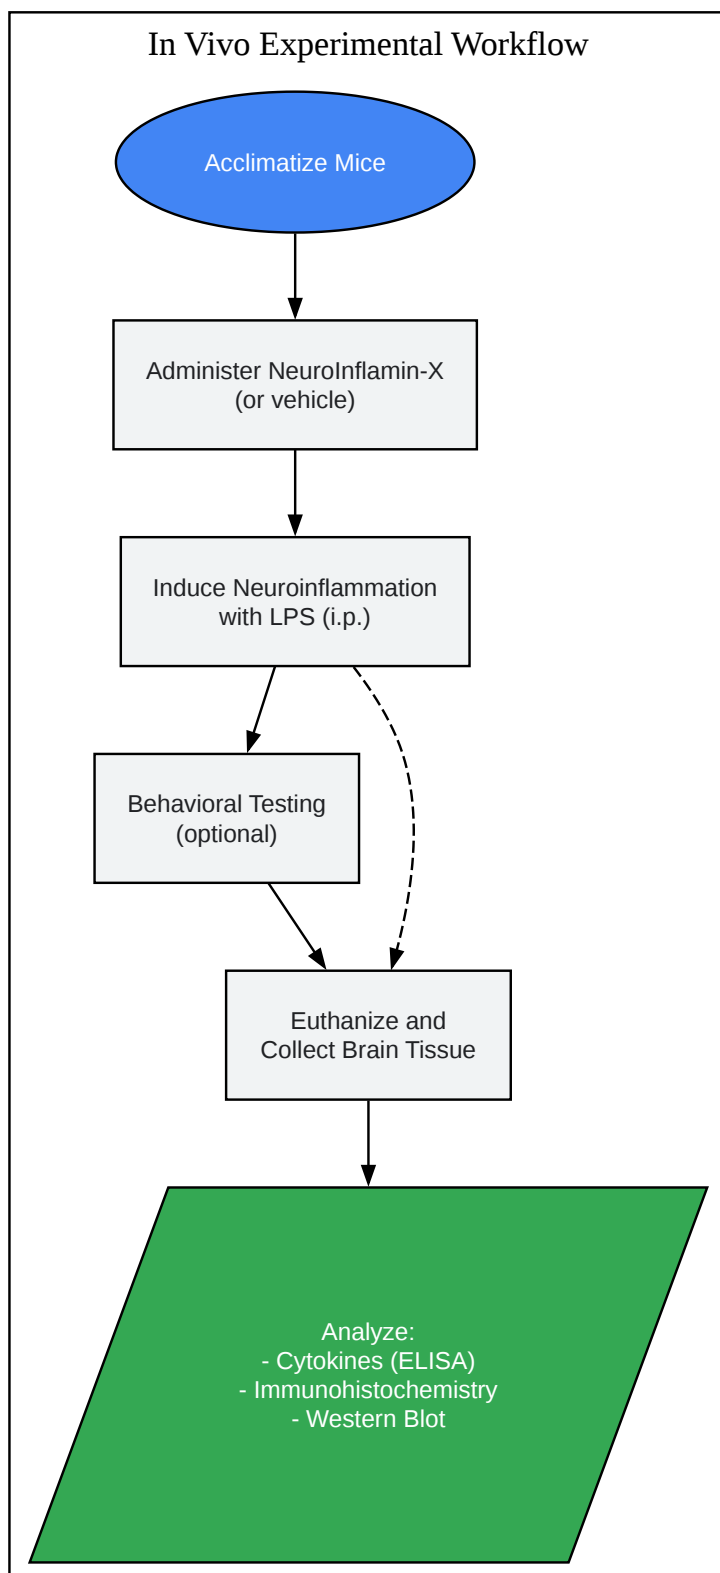 In Vivo Experimental Workflow
Acclimatize Mice
Administer NeuroInflamin-X
(or vehicle)
Induce Neuroinflammation
with LPS (i.p.)
Behavioral Testing
(optional)
Euthanize and
Collect Brain Tissue
Analyze:
- Cytokines (ELISA)
- Immunohistochemistry
- Western Blot